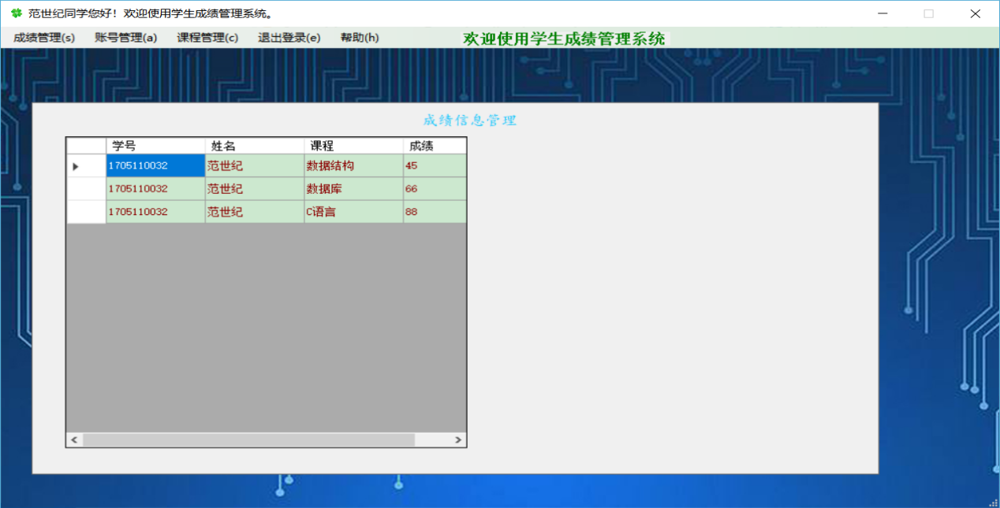 范世纪同学您好！欢迎使用学生成绩管理系统。
成绩管理(s) 账号管理(a) 课程管理(c) 退出登录(e) 帮助(h) 欢迎使用学生成绩管理系统
成绩信息管理
学号 姓名 课程 成绩
1705110032 范世纪 数据结构 45
1705110032 范世纪 数据库 66
1705110032 范世纪 C语言 88